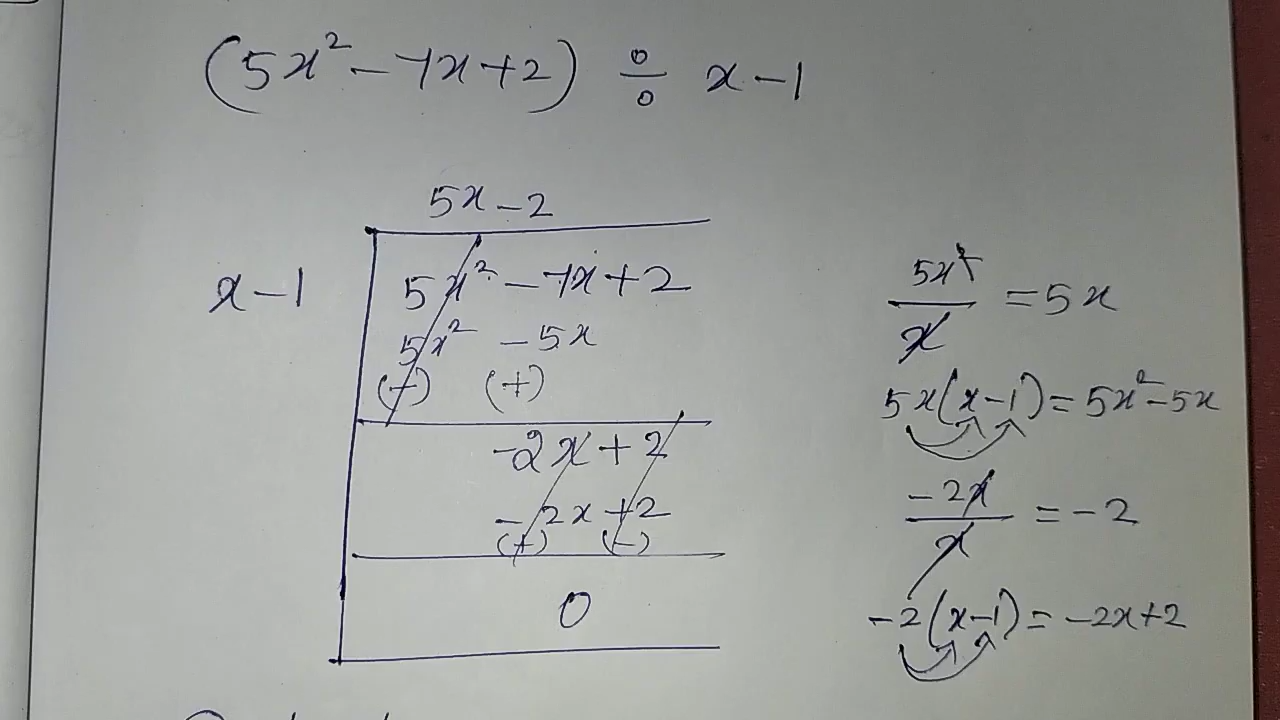 (5x² - 7x + 2) ÷ x - 1
5x - 2
x - 1
5x² - 7x + 2
5x² - 5x
(-) (+)
-2x + 2
-2x + 2
(+) (-)
0
5x²/x = 5x
5x(x-1) = 5x² - 5x
-2x/x = -2
-2(x-1) = -2x + 2